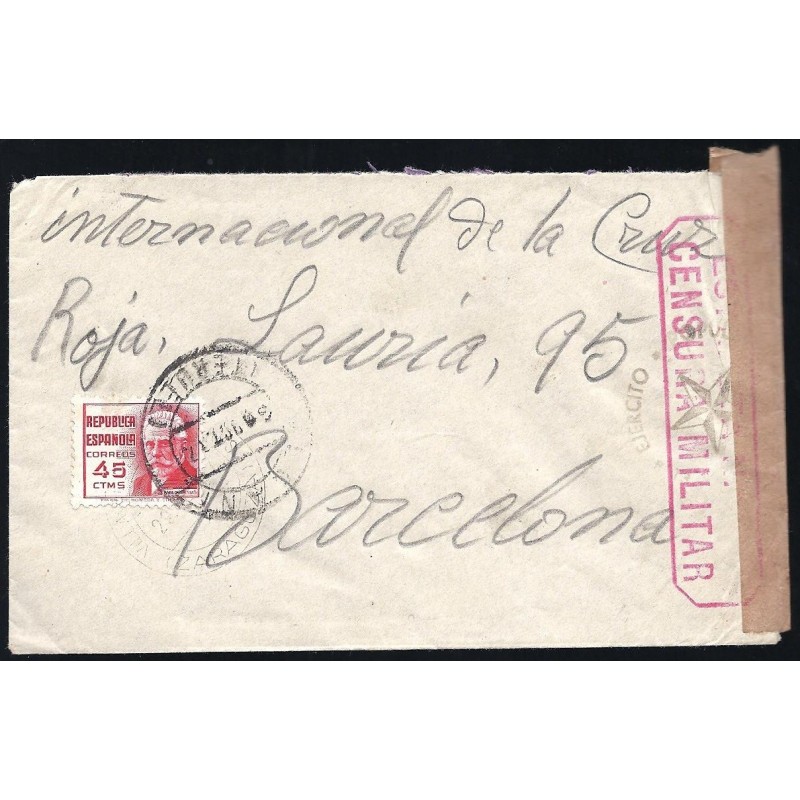 internacional de la Cruz
Roja, Lauria, 95
Barcelona
REPUBLICA
ESPAÑOLA
CORREOS
45
CTMS
EJERCITO
CENSURA MILITAR